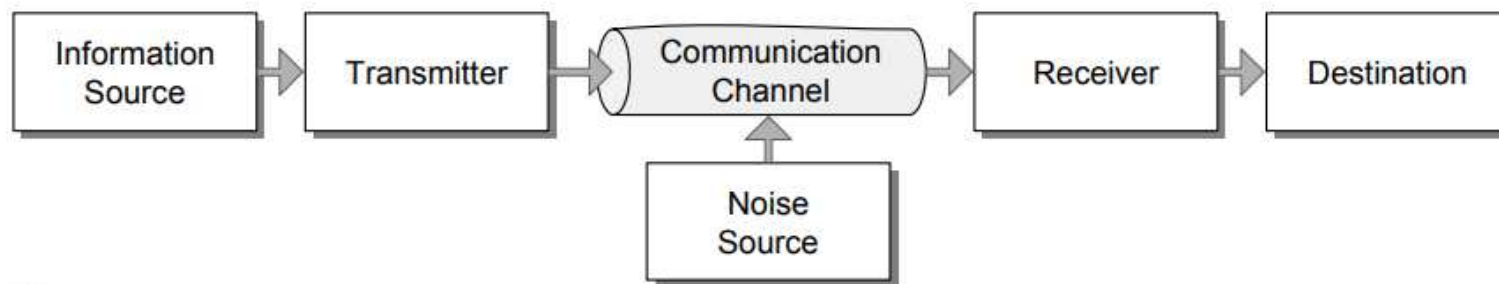 Information
Source
Transmitter
Communication
Channel
Receiver
Destination
Noise
Source